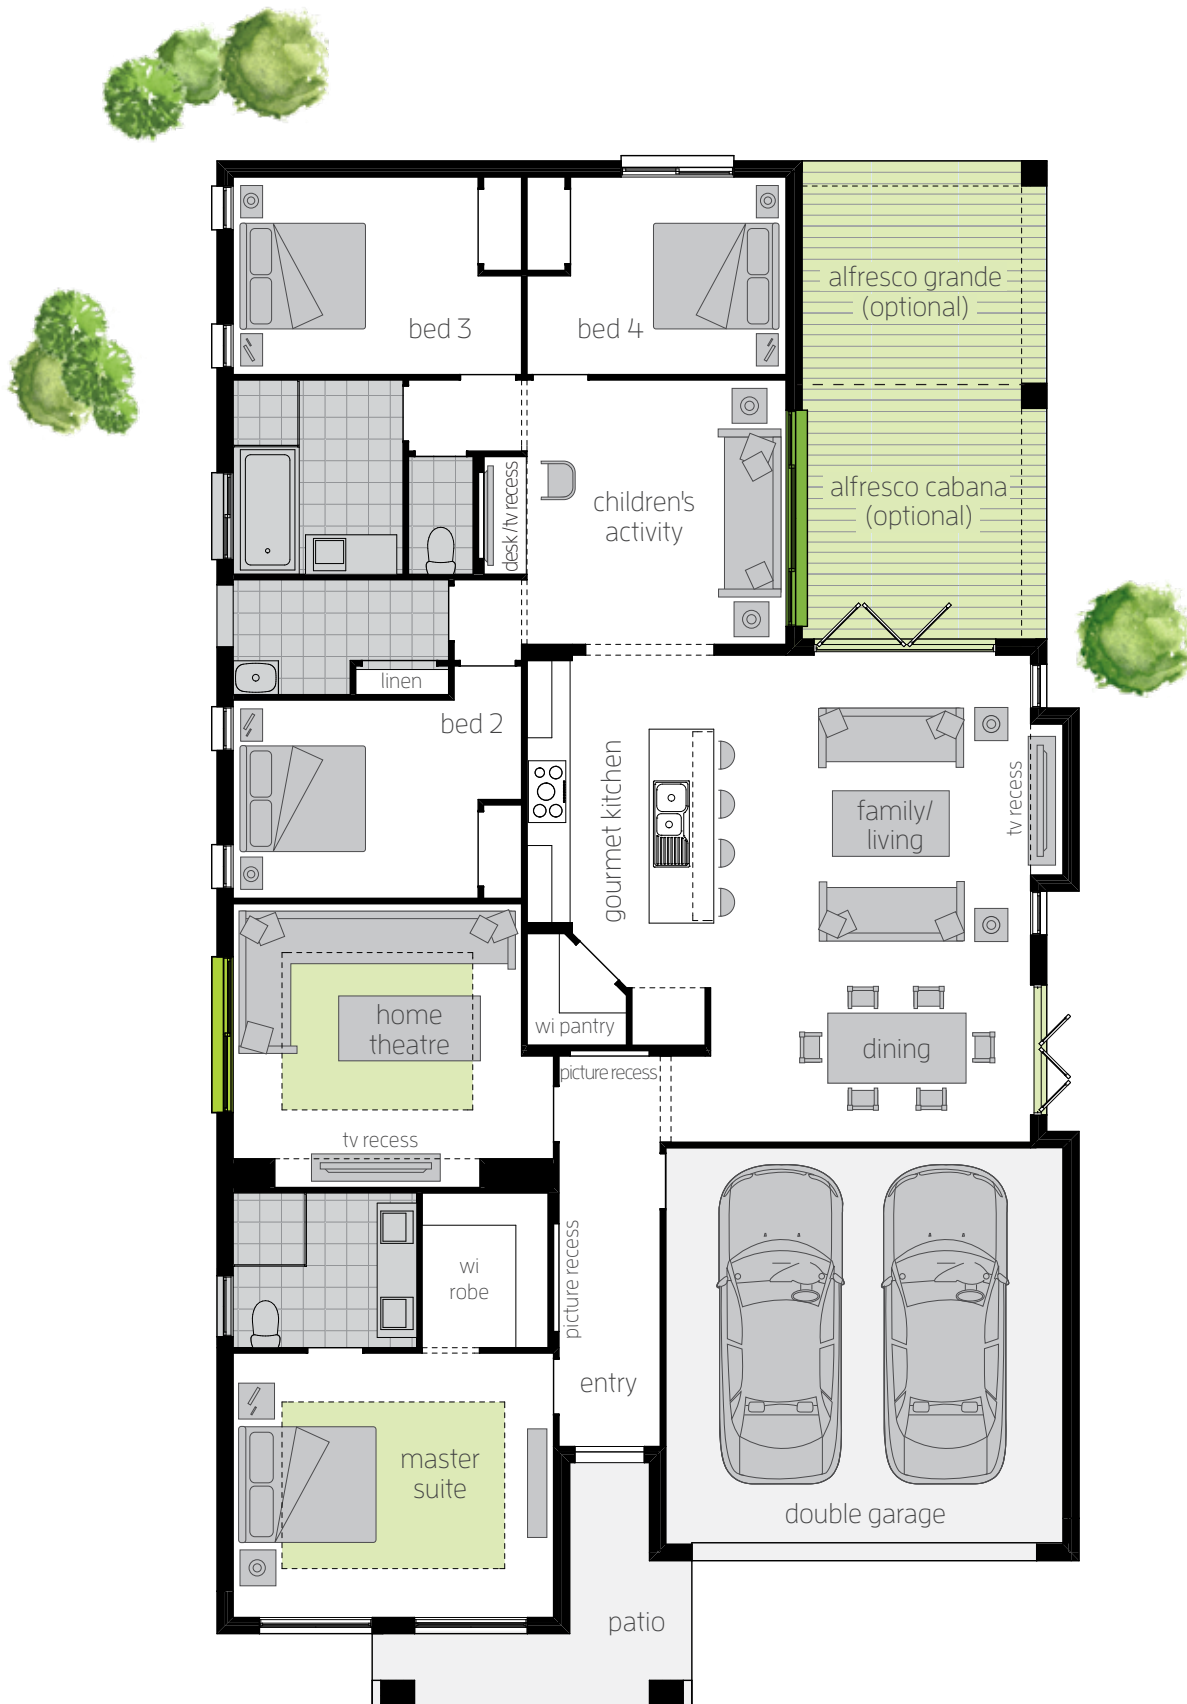 alfresco grande
(optional)
bed 3
bed 4
alfresco cabana
(optional)
desk/tv recess
children's
activity
linen
bed 2
gourmet kitchen
family/
living
tv recess
home
theatre
wi pantry
dining
picture recess
tv recess
picture recess
wi
robe
entry
master
suite
double garage
patio